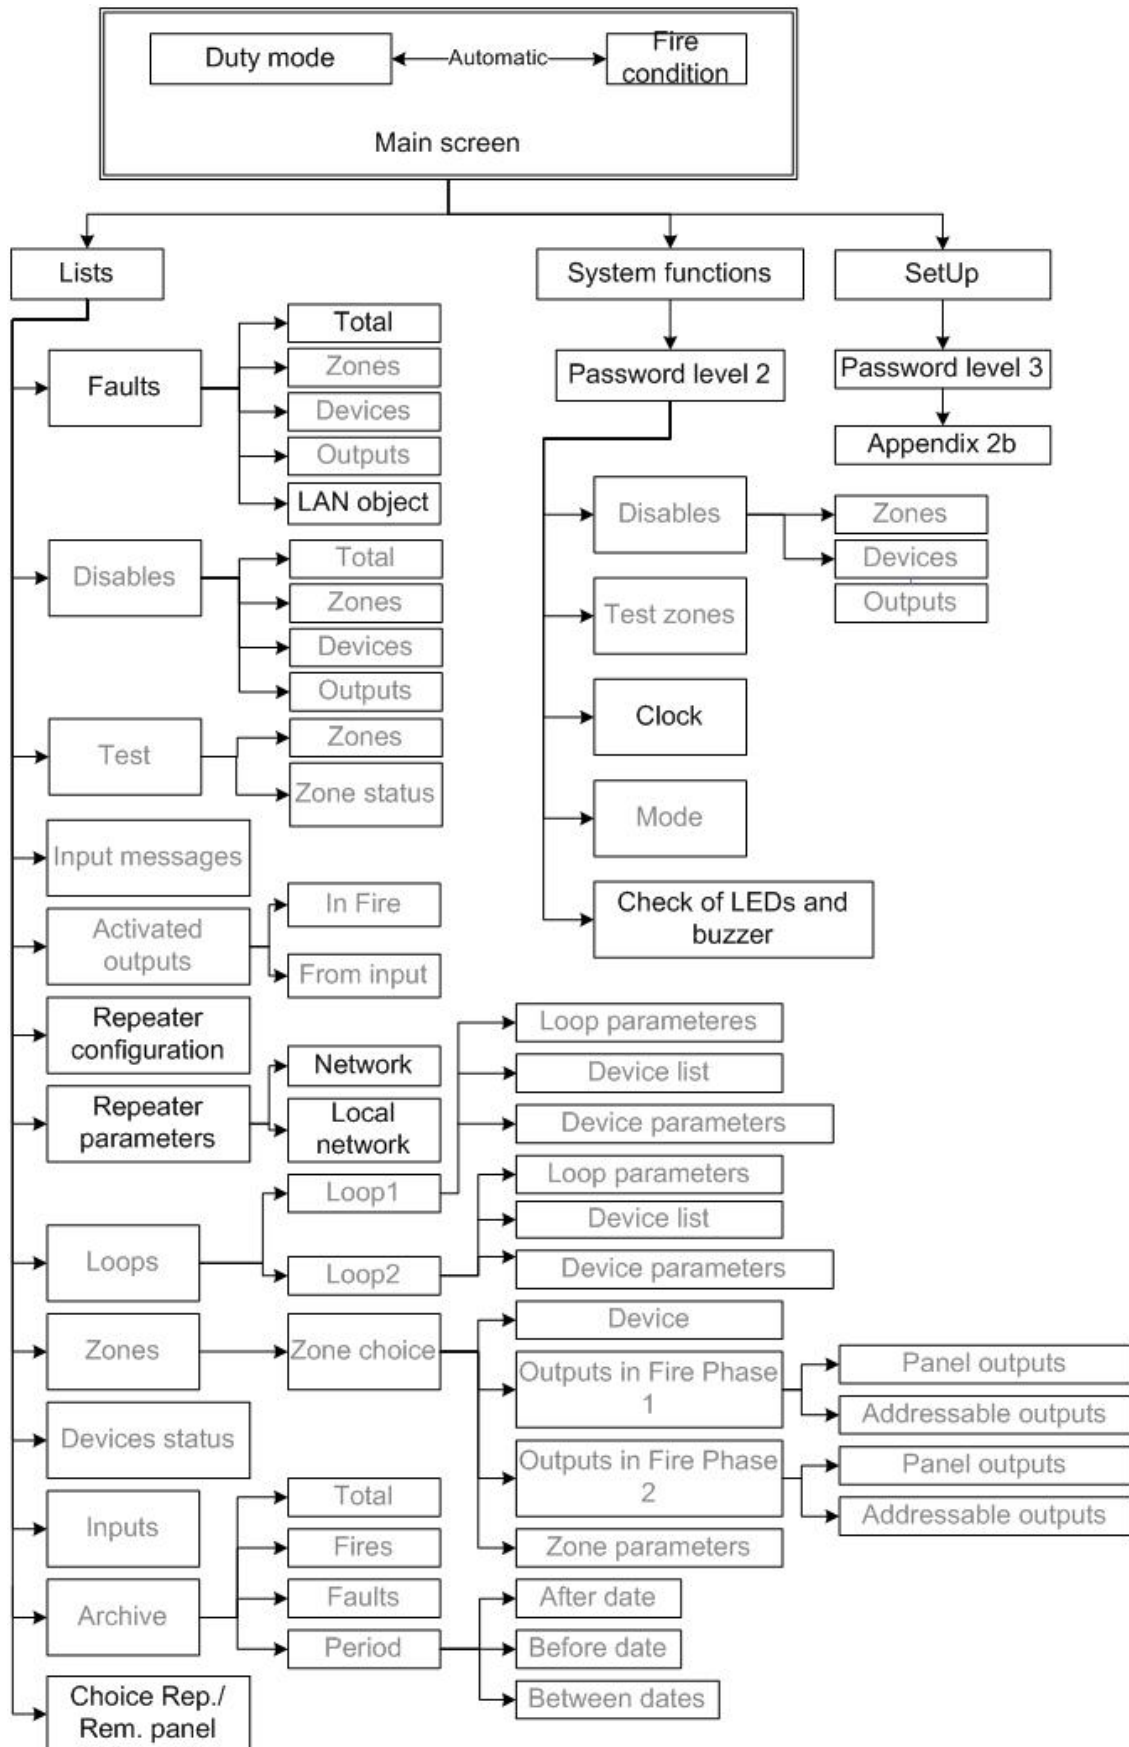 Duty mode
Automatic
Fire
condition
Main screen
Lists
System functions
SetUp
Total
Faults
Zones
Devices
Outputs
LAN object
Password level 2
Password level 3
Appendix 2b
Disables
Total
Zones
Devices
Outputs
Disables
Zones
Devices
Outputs
Test zones
Test
Zones
Zone status
Clock
Mode
Input messages
Activated
outputs
In Fire
From input
Check of LEDs and
buzzer
Repeater
configuration
Repeater
parameters
Network
Local
network
Loop parameteres
Device list
Device parameters
Loops
Loop1
Loop2
Loop parameters
Device list
Device parameters
Zones
Zone choice
Device
Outputs in Fire Phase
1
Panel outputs
Addressable outputs
Outputs in Fire Phase
2
Panel outputs
Addressable outputs
Zone parameters
Devices status
Inputs
Archive
Total
Fires
Faults
Period
After date
Before date
Between dates
Choice Rep./
Rem. panel